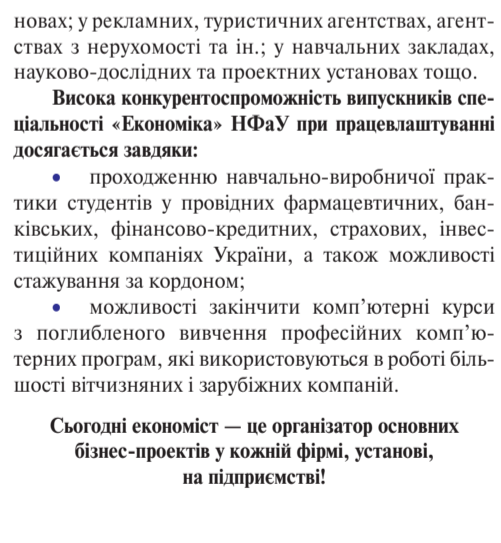 новах; у рекламних, туристичних агентствах, агент-
ствах з нерухомості та ін.; у навчальних закладах,
науково-дослідних та проектних установах тощо.
Висока конкурентоспроможність випускників спе-
ціальності «Економіка» НФаУ при працевлаштуванні
досягається завдяки:
• проходженню навчально-виробничої прак-
тики студентів у провідних фармацевтичних, бан-
ківських, фінансово-кредитних, страхових, інвес-
тиційних компаніях України, а також можливості
стажування за кордоном;
• можливості закінчити комп’ютерні курси
з поглибленого вивчення професійних комп’ю-
терних програм, які використовуються в роботі біль-
шості вітчизняних і зарубіжних компаній.
Сьогодні економіст — це організатор основних
бізнес-проектів у кожній фірмі, установі,
на підприємстві!